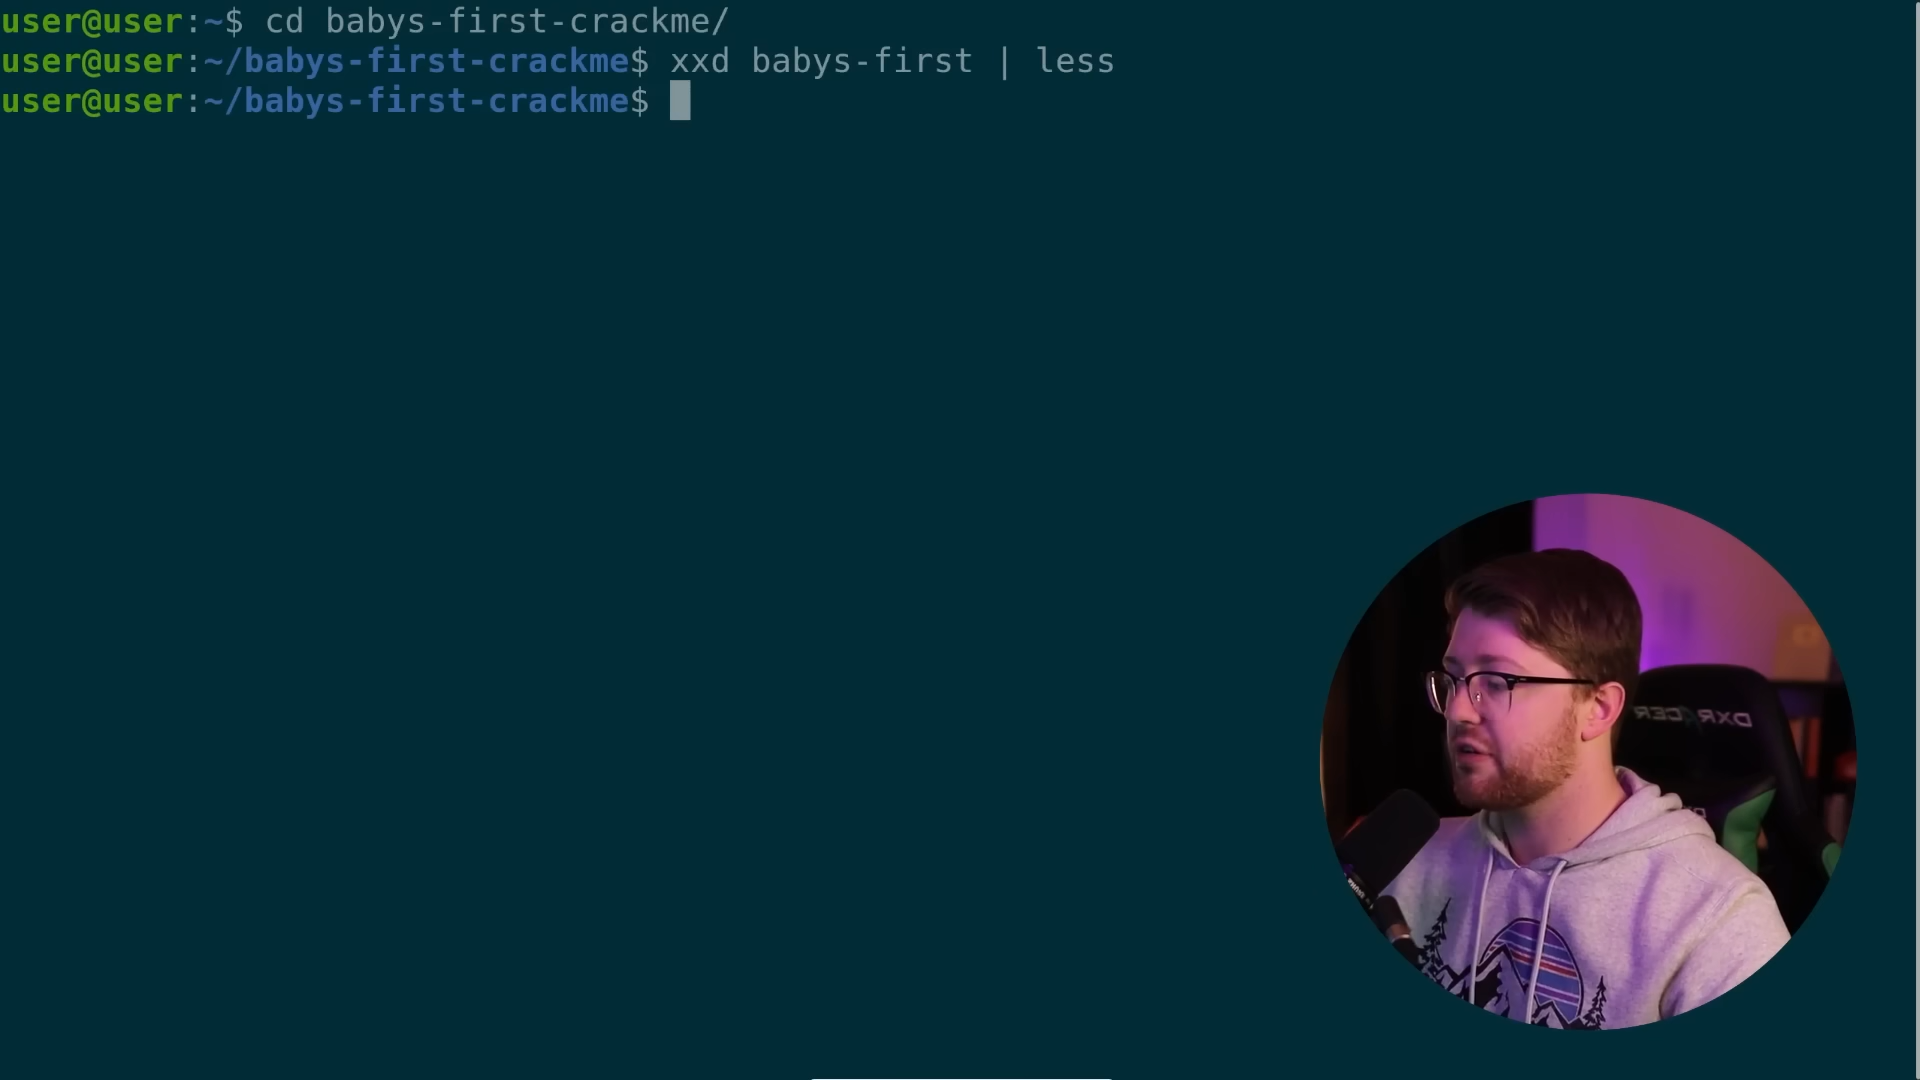 user@user:~$ cd babys-first-crackme/
user@user:~/babys-first-crackme$ xxd babys-first | less
user@user:~/babys-first-crackme$
DXRACER